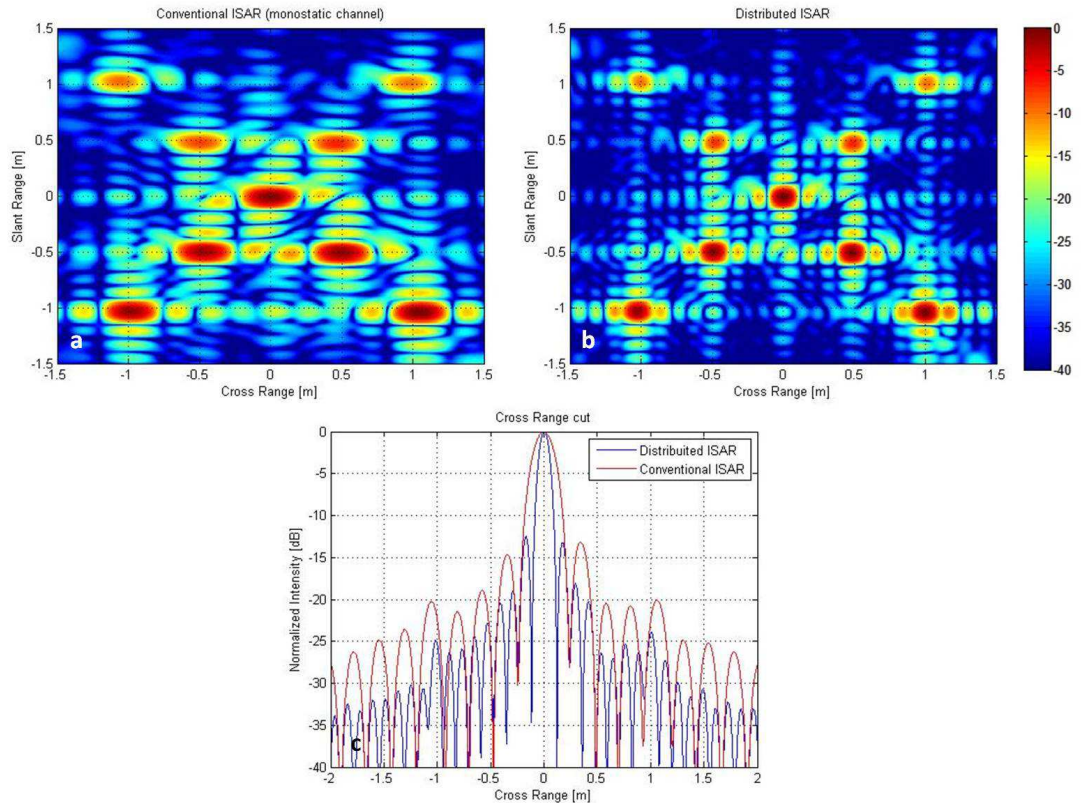 Conventional ISAR (monostatic channel)
1.5
1
0.5
0
-0.5
-1
-1.5
Slant Range [m]
a
-1.5 -1 -0.5 0 0.5 1 1.5
Cross Range [m]
Distributed ISAR
1.5
1
0.5
0
-0.5
-1
-1.5
Slant Range [m]
b
-1.5 -1 -0.5 0 0.5 1 1.5
Cross Range [m]
0
-5
-10
-15
-20
-25
-30
-35
-40
Cross Range cut
0
-5
-10
-15
-20
-25
-30
-35
-40
Normalized Intensity [dB]
Distribuited ISAR
Conventional ISAR
c
-2 -1.5 -1 -0.5 0 0.5 1 1.5 2
Cross Range [m]